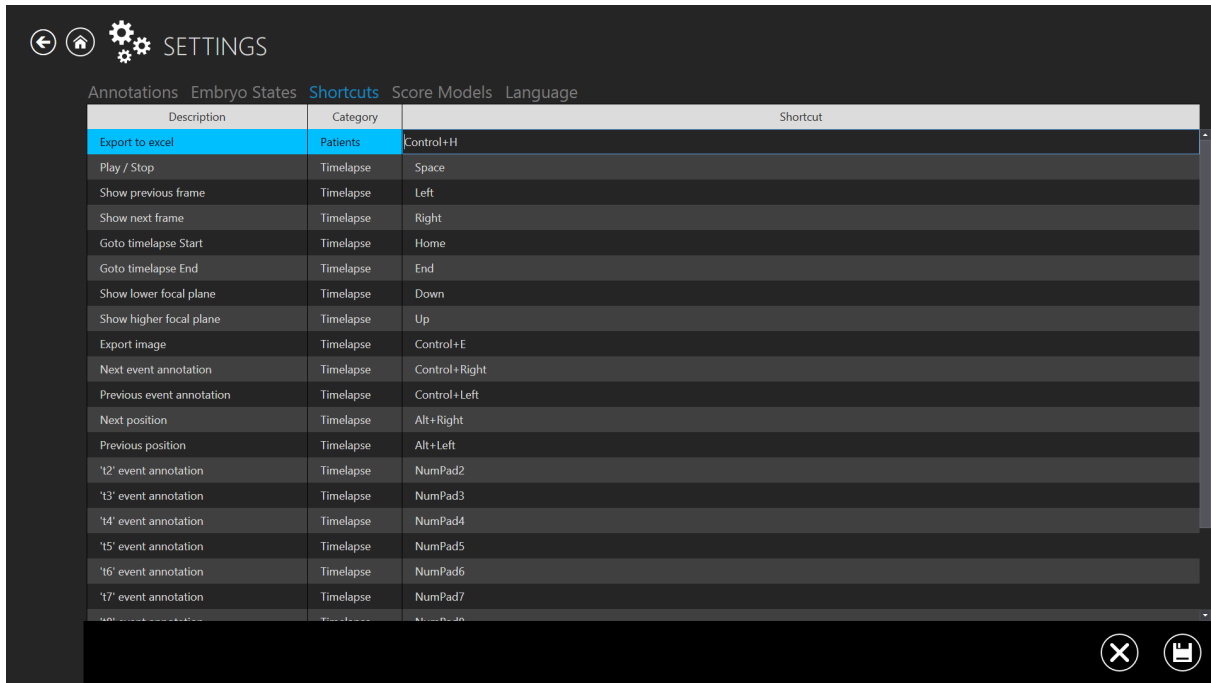 SETTINGS
Annotations Embryo States Shortcuts Score Models Language
Description Category Shortcut
Export to excel Patients Control+H
Play / Stop Timelapse Space
Show previous frame Timelapse Left
Show next frame Timelapse Right
Goto timelapse Start Timelapse Home
Goto timelapse End Timelapse End
Show lower focal plane Timelapse Down
Show higher focal plane Timelapse Up
Export image Timelapse Control+E
Next event annotation Timelapse Control+Right
Previous event annotation Timelapse Control+Left
Next position Timelapse Alt+Right
Previous position Timelapse Alt+Left
't2' event annotation Timelapse NumPad2
't3' event annotation Timelapse NumPad3
't4' event annotation Timelapse NumPad4
't5' event annotation Timelapse NumPad5
't6' event annotation Timelapse NumPad6
't7' event annotation Timelapse NumPad7